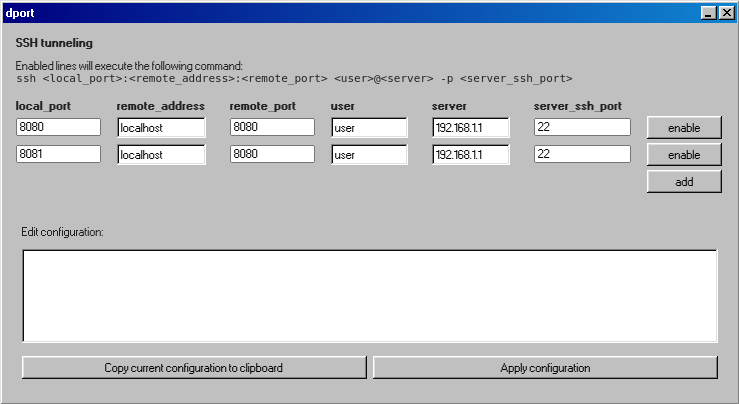 dport
SSH tunneling
Enabled lines will execute the following command:
ssh <local_port>:<remote_address>:<remote_port> <user>@<server> -p <server_ssh_port>
local_port remote_address remote_port user server server_ssh_port
8080 localhost 8080 user 192.168.1.1 22 enable
8081 localhost 8080 user 192.168.1.1 22 enable
add
Edit configuration:
Copy current configuration to clipboard Apply configuration